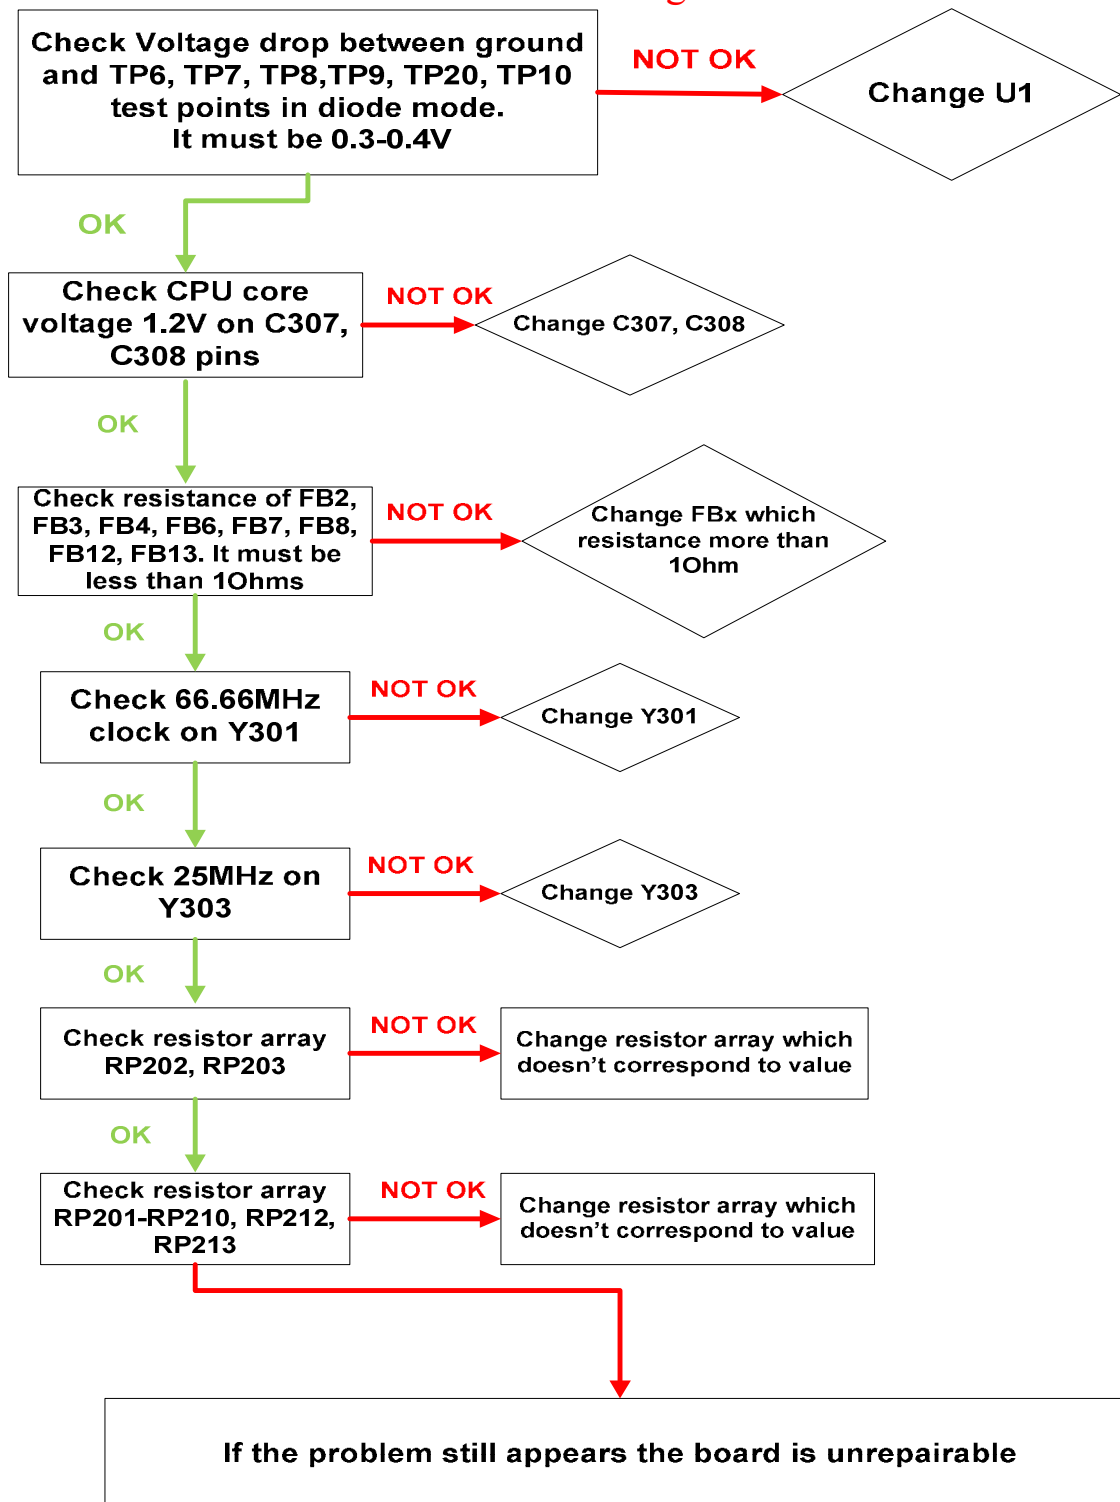 Check Voltage drop between ground
and TP6, TP7, TP8,TP9, TP20, TP10
test points in diode mode.
It must be 0.3-0.4V
NOT OK
Change U1
OK
Check CPU core
voltage 1.2V on C307,
C308 pins
NOT OK
Change C307, C308
OK
Check resistance of FB2,
FB3, FB4, FB6, FB7, FB8,
FB12, FB13. It must be
less than 1Ohms
NOT OK
Change FBx which
resistance more than
1Ohm
OK
Check 66.66MHz
clock on Y301
NOT OK
Change Y301
OK
Check 25MHz on
Y303
NOT OK
Change Y303
OK
Check resistor array
RP202, RP203
NOT OK
Change resistor array which
doesn't correspond to value
OK
Check resistor array
RP201-RP210, RP212,
RP213
NOT OK
Change resistor array which
doesn't correspond to value
If the problem still appears the board is unrepairable